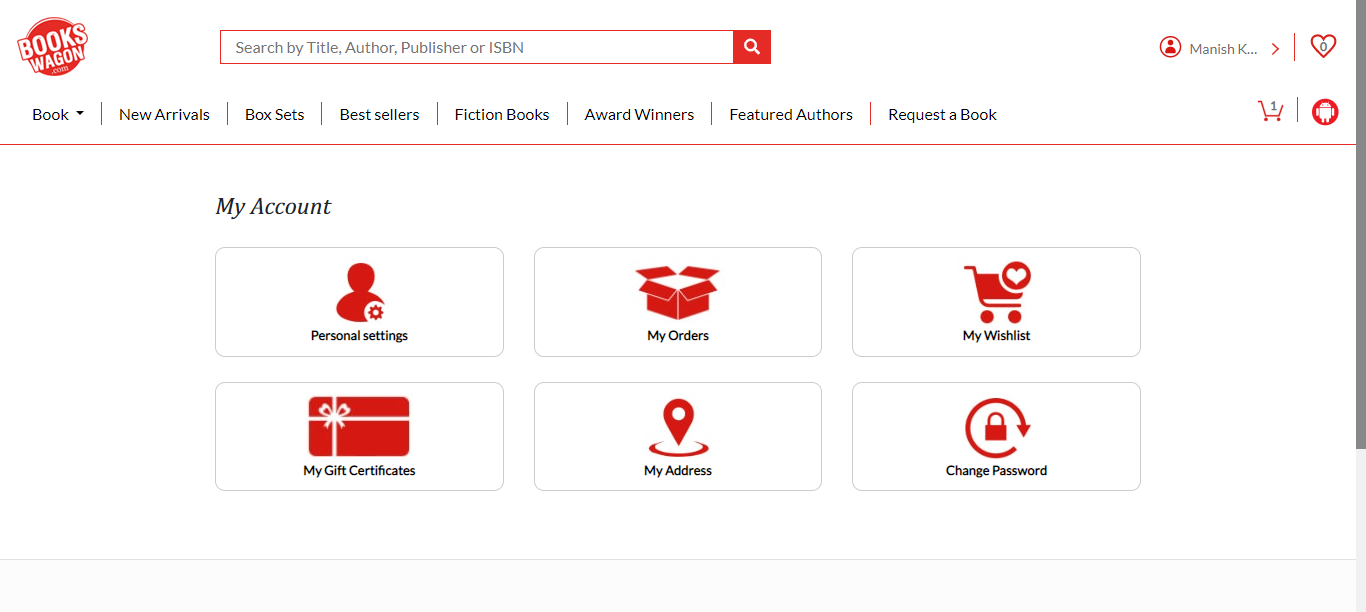 BOOKS
WAGON
.com
Search by Title, Author, Publisher or ISBN
Manish K...
0
Book
New Arrivals
Box Sets
Best sellers
Fiction Books
Award Winners
Featured Authors
Request a Book
1
My Account
Personal settings
My Orders
My Wishlist
My Gift Certificates
My Address
Change Password